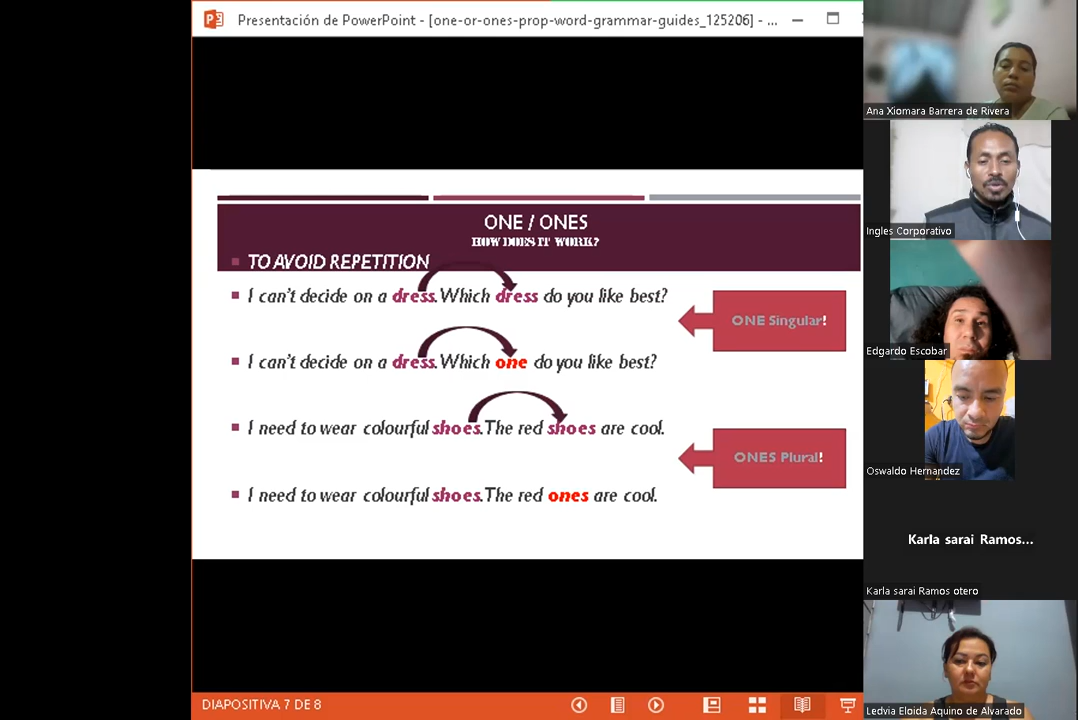 Presentación de PowerPoint - [one-or-ones-prop-word-grammar-guides_125206] - ...
ONE / ONES
HOW DOES IT WORK?
TO AVOID REPETITION
I can't decide on a dress. Which dress do you like best?
ONE Singular!
I can't decide on a dress. Which one do you like best?
I need to wear colourful shoes. The red shoes are cool.
ONES Plural!
I need to wear colourful shoes. The red ones are cool.
DIAPOSITIVA 7 DE 8
Ana Xiomara Barrera de Rivera
Ingles Corporativo
Edgardo Escobar
Oswaldo Hernandez
Karla sarai Ramos...
Karla sarai Ramos otero
Ledvia Eloida Aquino de Alvarado